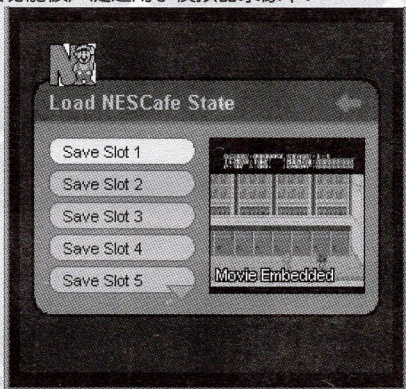 Load NESCafe State
Save Slot 1
Save Slot 2
Save Slot 3
Save Slot 4
Save Slot 5
Movie Embedded